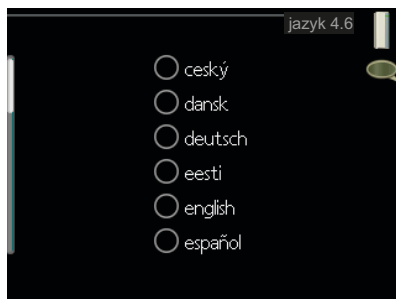 jazyk 4.6
ceský
dansk
deutsch
eesti
english
español